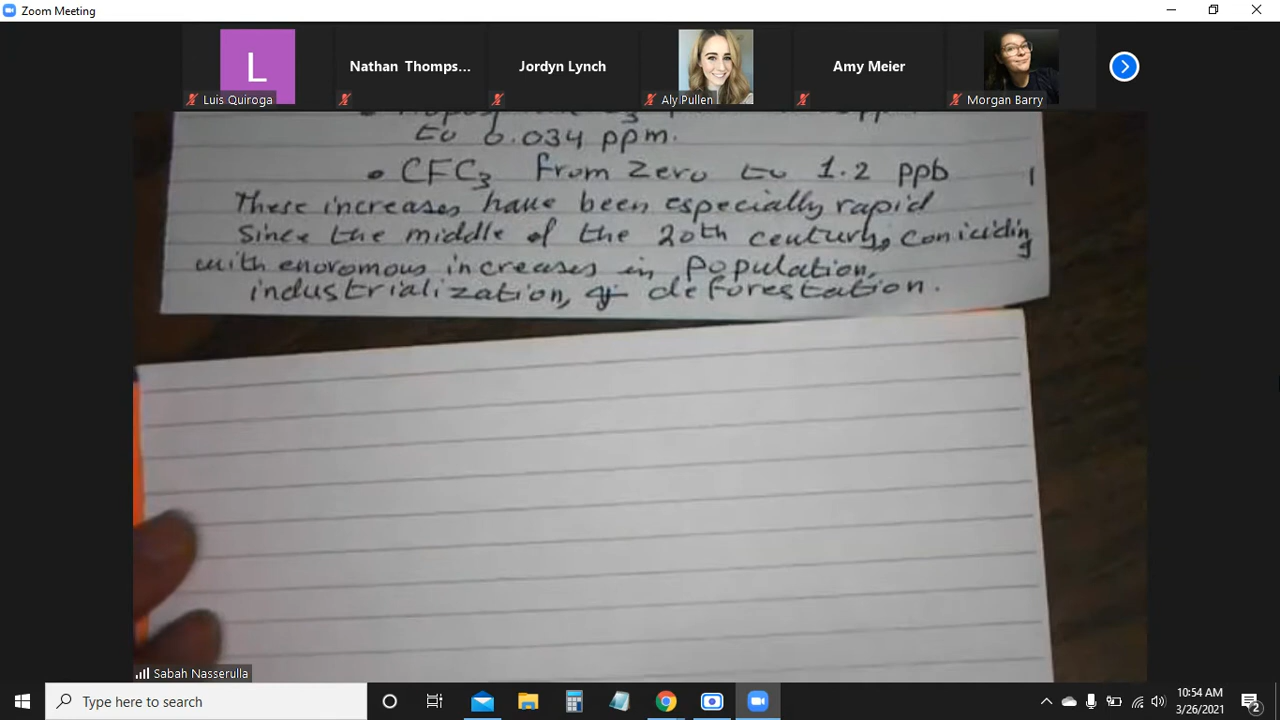 Zoom Meeting
L
Luis Quiroga
Nathan Thomps...
Jordyn Lynch
Aly Pullen
Amy Meier
Morgan Barry
to 0.034 ppm.
• CFC3 from Zero to 1.2 ppb
These increases have been especially rapid
Since the middle of the 20th century, coniciding
with enoromous increases in Population,
industrialization, & deforestation.
Sabah Nasserulla
Type here to search
10:54 AM
3/26/2021
2